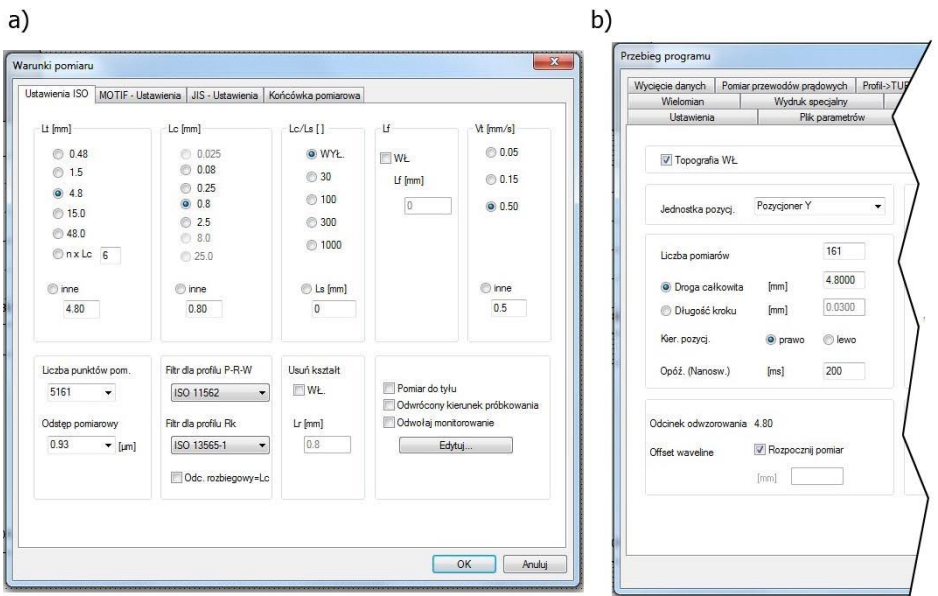 a)
b)
Warunki pomiaru
Ustawienia ISO MOTIF - Ustawienia JIS - Ustawienia Końcówka pomiarowa
Lt [mm] Lc [mm] Lc/Ls [ ] Lf Vt [mm/s]
0.48
1.5
4.8
15.0
48.0
n x Lc 6
inne
4.80
0.025
0.08
0.25
0.8
2.5
8.0
25.0
inne
0.80
WYŁ.
30
100
300
1000
Ls [mm]
0
WŁ.
Lf [mm]
0
0.05
0.15
0.50
inne
0.5
Liczba punktów pom.
5161
Odstęp pomiarowy
0.93 [µm]
Filtr dla profilu P-R-W
ISO 11562
Filtr dla profilu Rk
ISO 13565-1
Odc. rozbiegowy=Lc
Usuń kształt
WŁ.
Lr [mm]
0.8
Pomiar do tyłu
Odwrócony kierunek próbkowania
Odwołaj monitorowanie
Edytuj...
OK Anuluj
Przebieg programu
Wycięcie danych Pomiar przewodów prądowych Profil->TUR
Wielomian Wydruk specjalny
Ustawienia Plik parametrów
Topografia WŁ
Jednostka pozycj. Pozycjoner Y
Liczba pomiarów 161
Droga całkowita [mm] 4.8000
Długość kroku [mm] 0.0300
Kier. pozycj. prawo lewo
Opóź. (Nanosw.) [ms] 200
Odcinek odwzorowania 4.80
Offset waveline Rozpocznij pomiar
[mm]